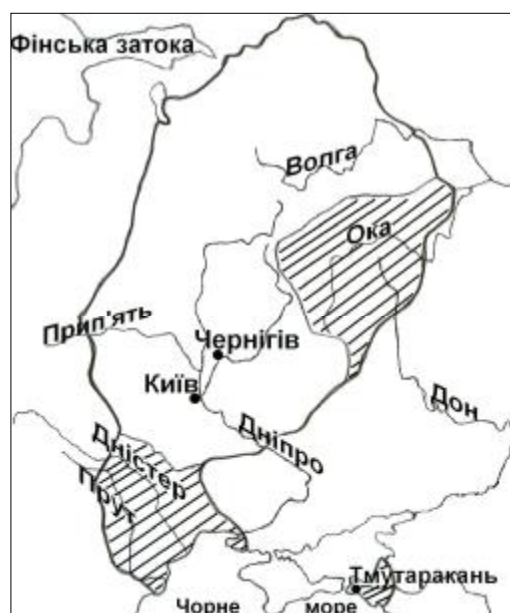 Фінська затока
Волга
Ока
Прип'ять
Чернігів
Київ
Дон
Дніпро
Дністер
Прут
Тмутаракань
Чорне море